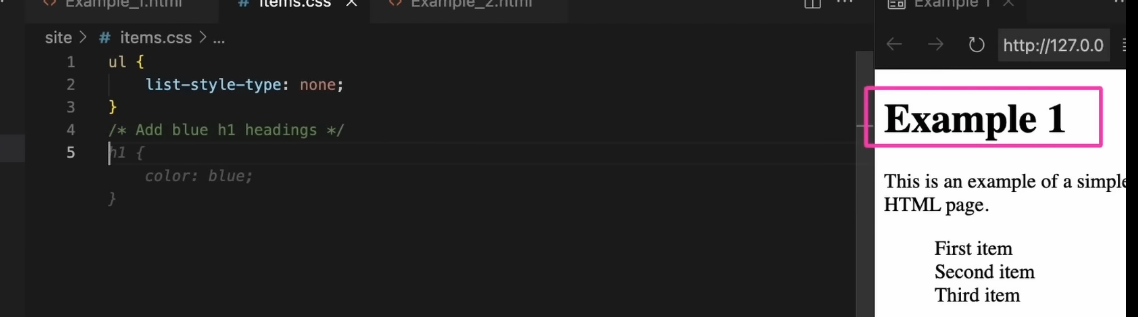 Example_1.html
# items.css ×
Example_2.html
site > # items.css > ...
1 ul {
2 list-style-type: none;
3 }
4 /* Add blue h1 headings */
5 h1 {
color: blue;
}
Example 1 ×
http://127.0.0
Example 1
This is an example of a simple
HTML page.
First item
Second item
Third item